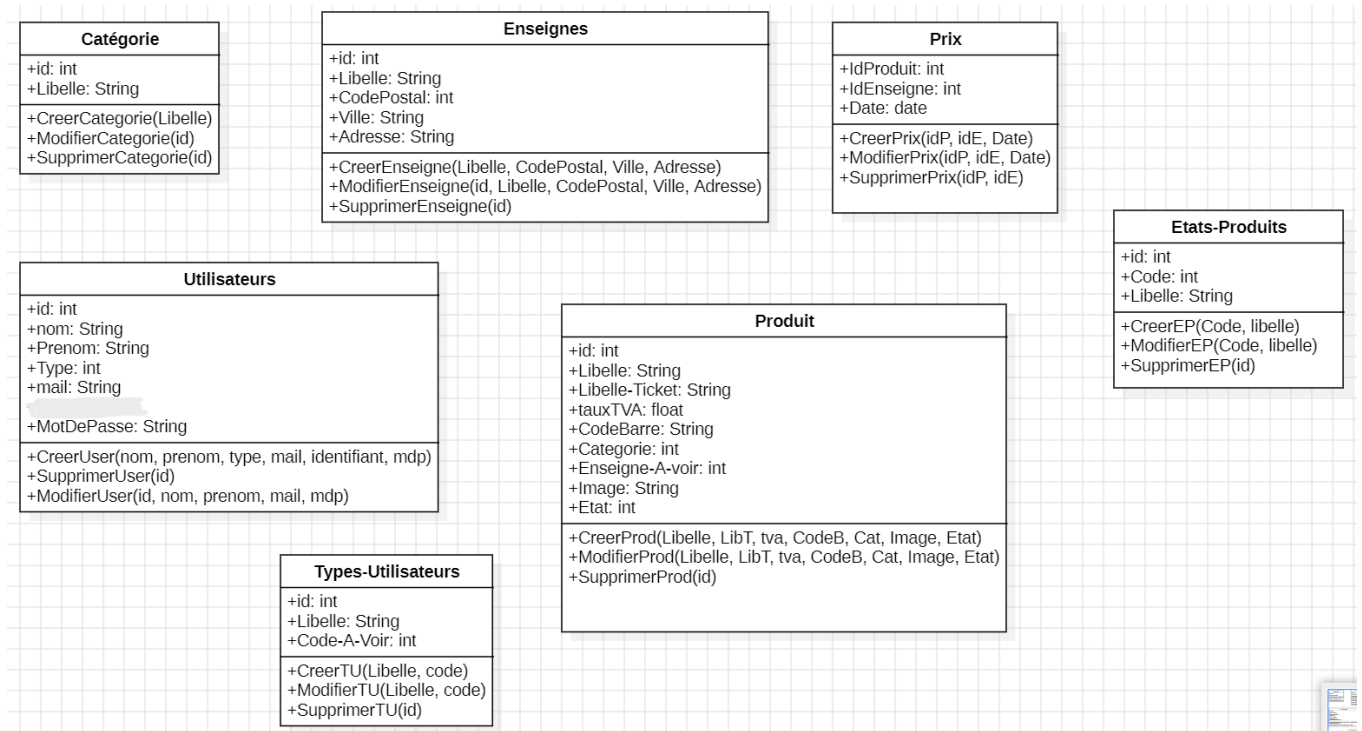 Catégorie
+id: int
+Libelle: String
+CreerCategorie(Libelle)
+ModifierCategorie(id)
+SupprimerCategorie(id)
Enseignes
+id: int
+Libelle: String
+CodePostal: int
+Ville: String
+Adresse: String
+CreerEnseigne(Libelle, CodePostal, Ville, Adresse)
+ModifierEnseigne(id, Libelle, CodePostal, Ville, Adresse)
+SupprimerEnseigne(id)
Prix
+IdProduit: int
+IdEnseigne: int
+Date: date
+CreerPrix(idP, idE, Date)
+ModifierPrix(idP, idE, Date)
+SupprimerPrix(idP, idE)
Etats-Produits
+id: int
+Code: int
+Libelle: String
+CreerEP(Code, libelle)
+ModifierEP(Code, libelle)
+SupprimerEP(id)
Utilisateurs
+id: int
+nom: String
+Prenom: String
+Type: int
+mail: String
+MotDePasse: String
+CreerUser(nom, prenom, type, mail, identifiant, mdp)
+SupprimerUser(id)
+ModifierUser(id, nom, prenom, mail, mdp)
Produit
+id: int
+Libelle: String
+Libelle-Ticket: String
+tauxTVA: float
+CodeBarre: String
+Categorie: int
+Enseigne-A-voir: int
+Image: String
+Etat: int
+CreerProd(Libelle, LibT, tva, CodeB, Cat, Image, Etat)
+ModifierProd(Libelle, LibT, tva, CodeB, Cat, Image, Etat)
+SupprimerProd(id)
Types-Utilisateurs
+id: int
+Libelle: String
+Code-A-Voir: int
+CreerTU(Libelle, code)
+ModifierTU(Libelle, code)
+SupprimerTU(id)